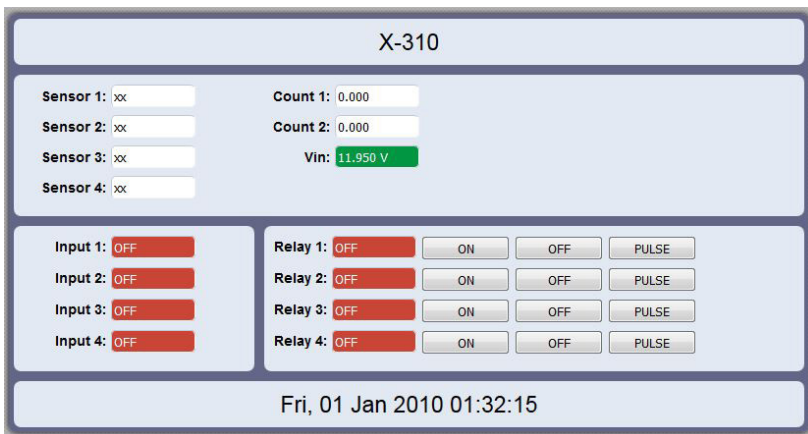 X-310
Sensor 1: xx Count 1: 0.000
Sensor 2: xx Count 2: 0.000
Sensor 3: xx Vin: 11.950 V
Sensor 4: xx
Input 1: OFF Relay 1: OFF ON OFF PULSE
Input 2: OFF Relay 2: OFF ON OFF PULSE
Input 3: OFF Relay 3: OFF ON OFF PULSE
Input 4: OFF Relay 4: OFF ON OFF PULSE
Fri, 01 Jan 2010 01:32:15